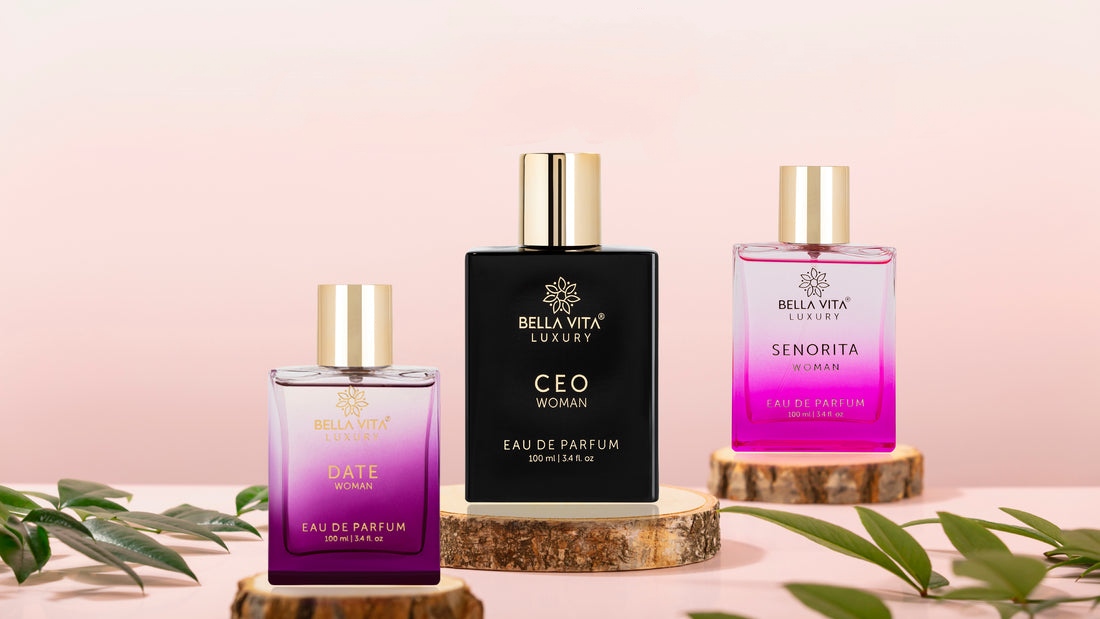 BELLA VITA®
LUXURY
DATE
WOMAN
EAU DE PARFUM
100 ml | 3.4 fl. oz
BELLA VITA®
LUXURY
CEO
WOMAN
EAU DE PARFUM
100 ml | 3.4 fl. oz
BELLA VITA®
LUXURY
SENORITA
WOMAN
EAU DE PARFUM
100 ml | 3.4 fl. oz